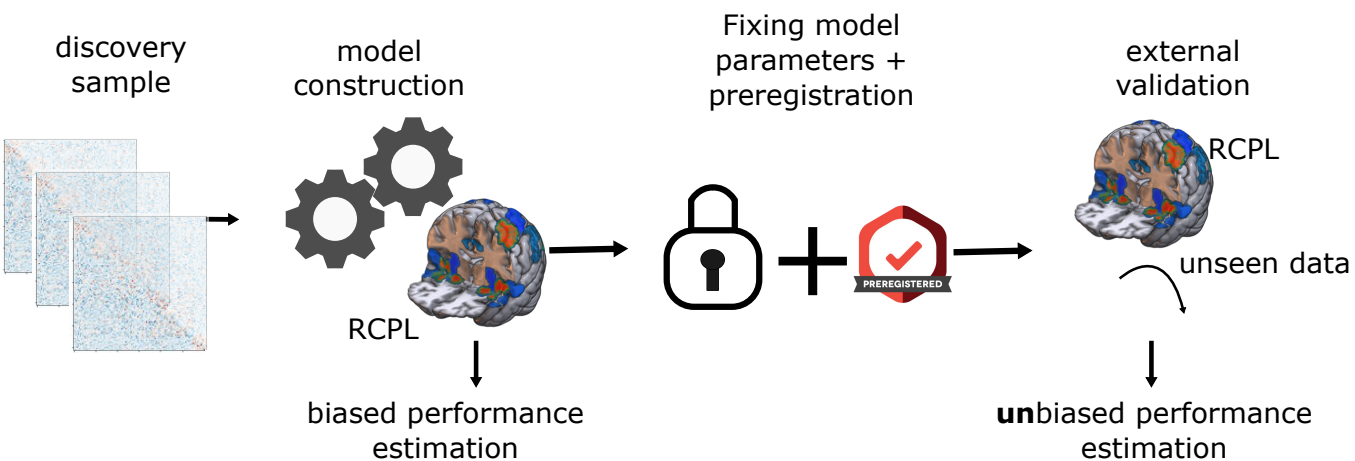 discovery
sample
model
construction
Fixing model
parameters +
preregistration
external
validation
RCPL
PREREGISTERED
RCPL
unseen data
biased performance
estimation
unbiased performance
estimation